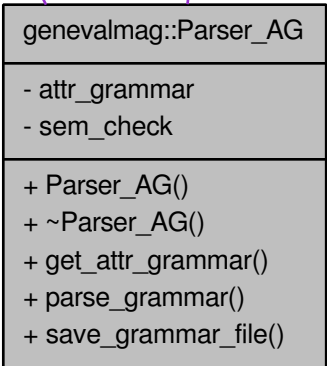 genevalmag::Parser_AG
- attr_grammar
- sem_check
+ Parser_AG()
+ ~Parser_AG()
+ get_attr_grammar()
+ parse_grammar()
+ save_grammar_file()